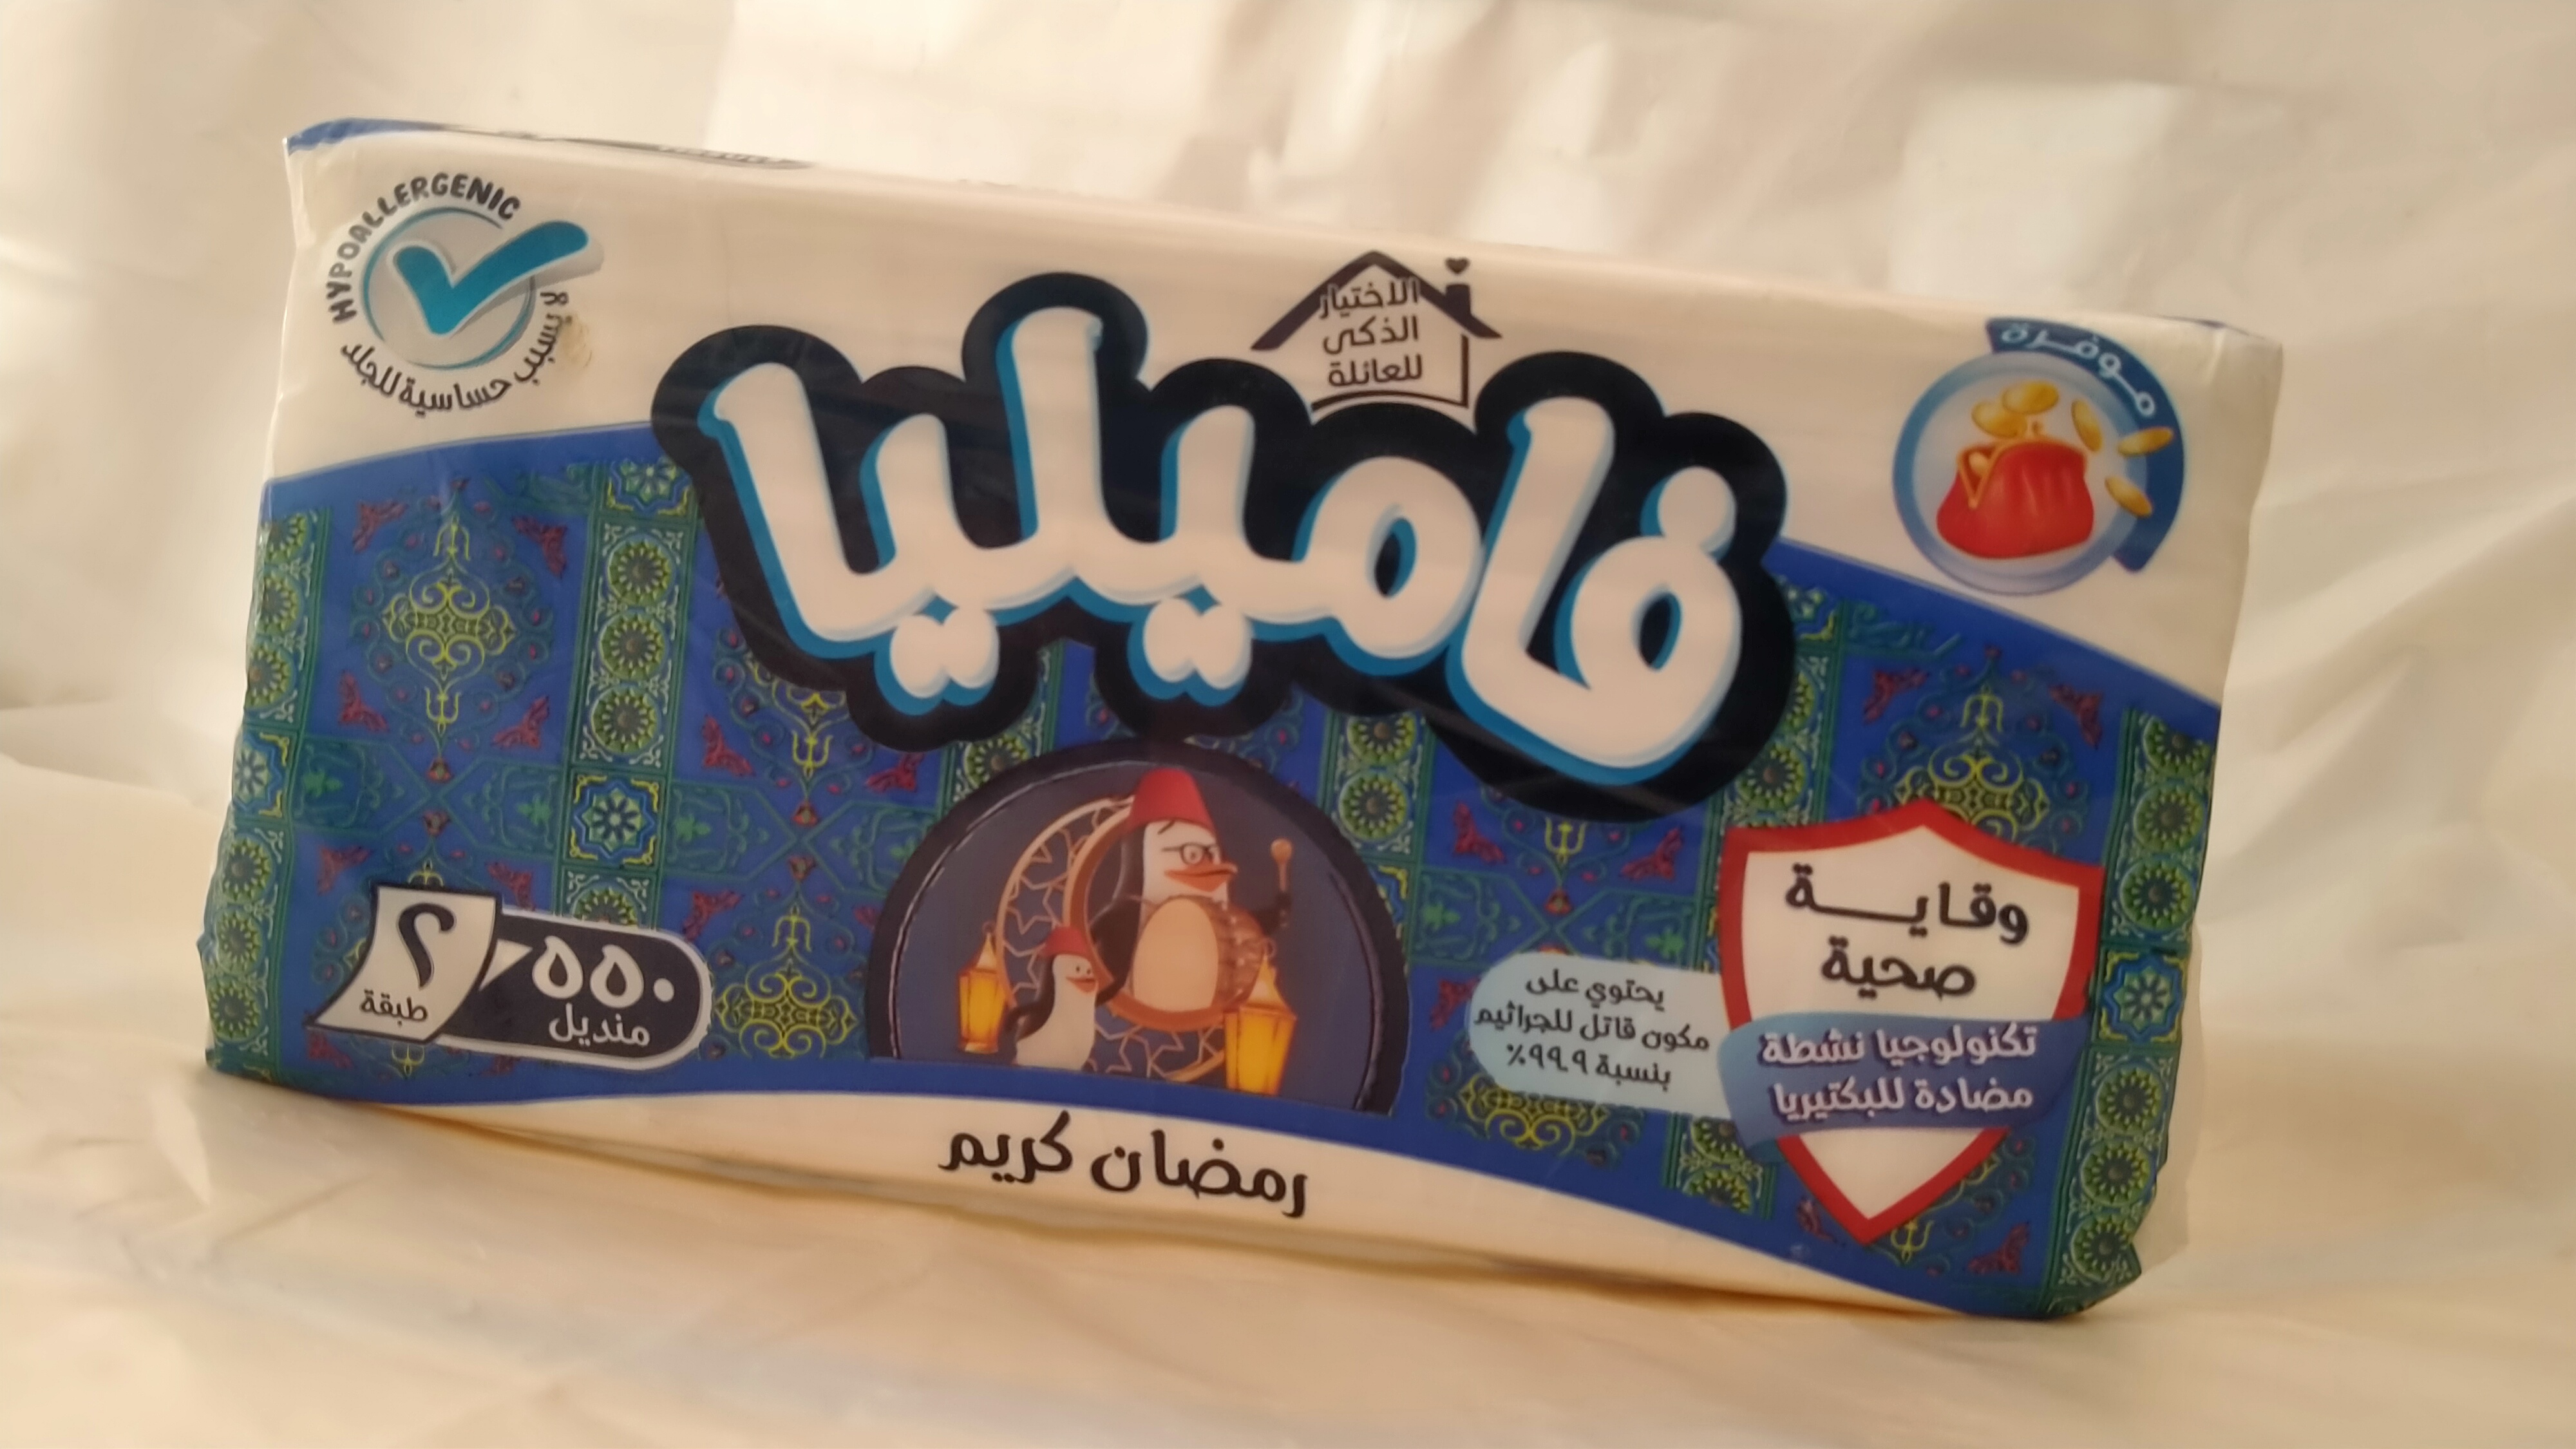 HYPOALLERGENIC
لا يسبب حساسية للجلد
الاختيار
الذكى
للعائلة
موفرة
فاميليا
وقاية
صحية
تكنولوجيا نشطة
مضادة للبكتيريا
يحتوي على
مكون قاتل للجراثيم
بنسبة ٩٩.٩٪
٥٥٠
منديل
٢
طبقة
رمضان كريم